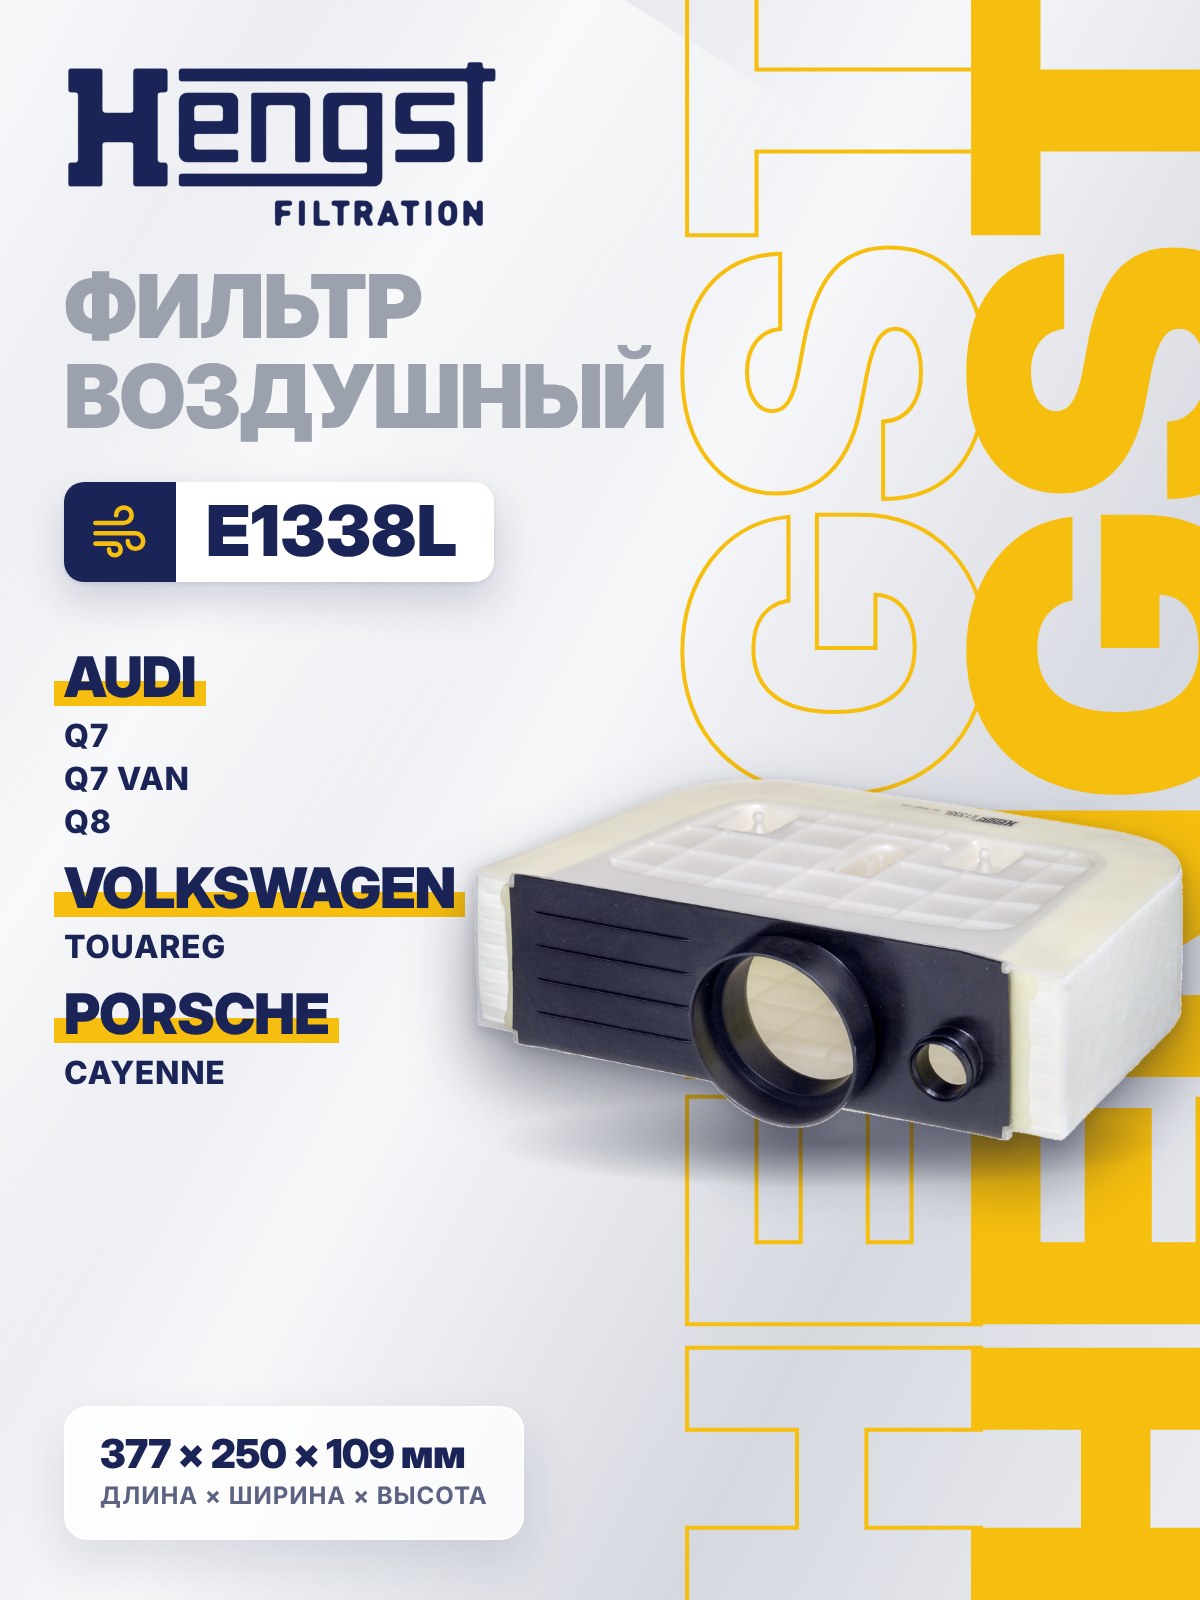 Hengst
FILTRATION
ФИЛЬТР
ВОЗДУШНЫЙ
E1338L
AUDI
Q7
Q7 VAN
Q8
VOLKSWAGEN
TOUAREG
PORSCHE
CAYENNE
377 × 250 × 109 мм
ДЛИНА × ШИРИНА × ВЫСОТА
HENGST
HENGST